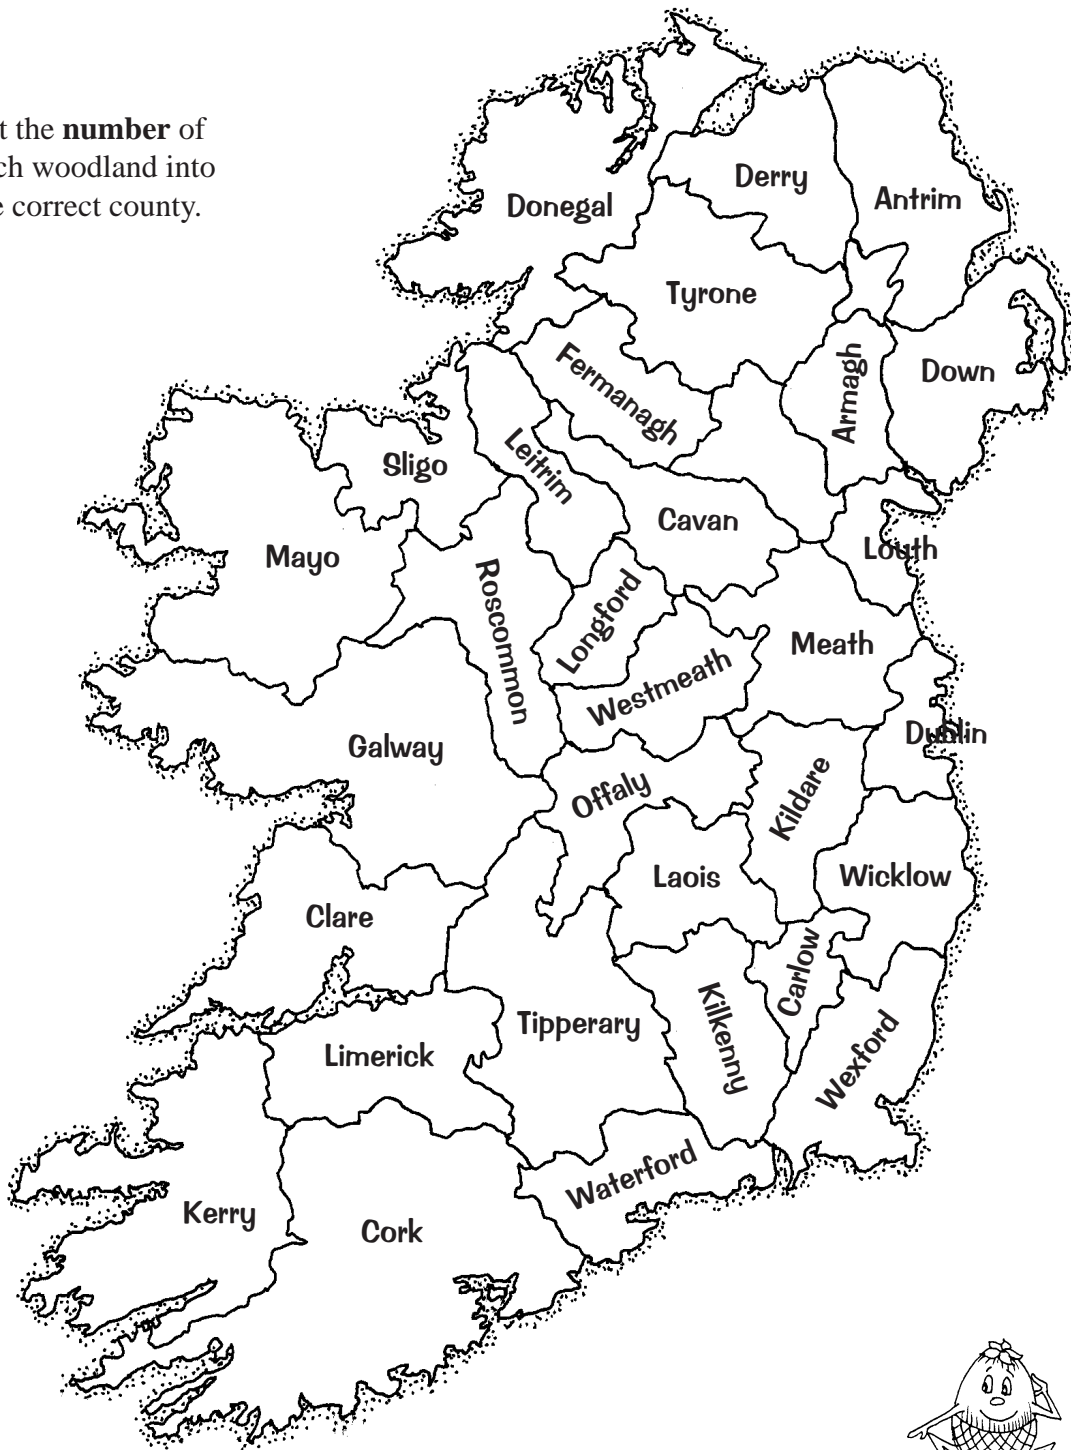 t the number of
ch woodland into
e correct county.
Donegal
Derry
Antrim
Tyrone
Fermanagh
Armagh
Down
Leitrim
Sligo
Cavan
Mayo
Louth
Roscommon
Longford
Meath
Westmeath
Galway
Dublin
Offaly
Kildare
Laois
Wicklow
Clare
Carlow
Tipperary
Kilkenny
Limerick
Wexford
Waterford
Kerry
Cork